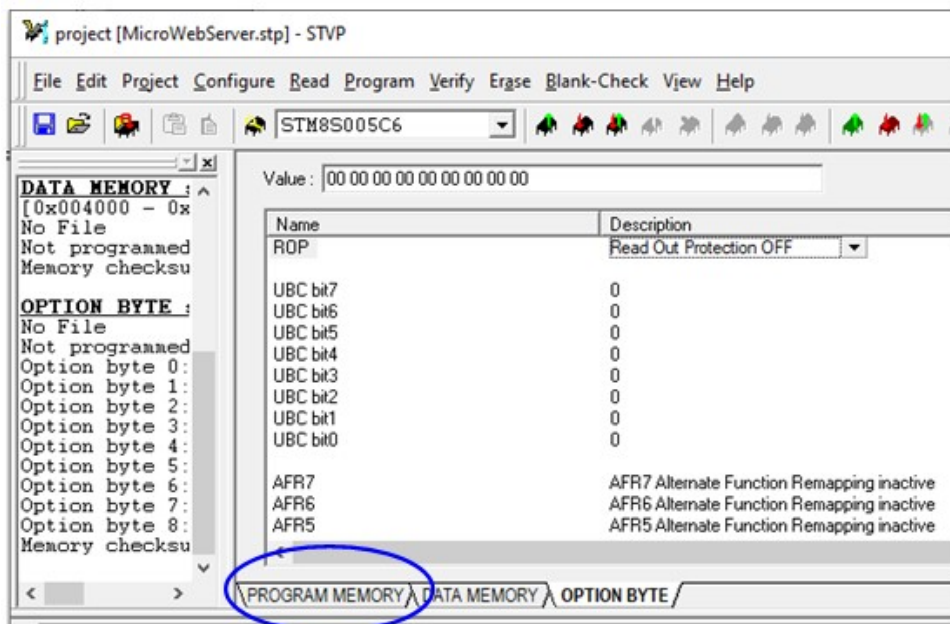 project [MicroWebServer.stp] - STVP
File Edit Project Configure Read Program Verify Erase Blank-Check View Help
STM8S005C6
DATA MEMORY :
[0x004000 - 0x
No File
Not programmed
Memory checksu
OPTION BYTE :
No File
Not programmed
Option byte 0:
Option byte 1:
Option byte 2:
Option byte 3:
Option byte 4:
Option byte 5:
Option byte 6:
Option byte 7:
Option byte 8:
Memory checksu
Value : 00 00 00 00 00 00 00 00 00
Name Description
ROP Read Out Protection OFF
UBC bit7 0
UBC bit6 0
UBC bit5 0
UBC bit4 0
UBC bit3 0
UBC bit2 0
UBC bit1 0
UBC bit0 0
AFR7 AFR7 Alternate Function Remapping inactive
AFR6 AFR6 Alternate Function Remapping inactive
AFR5 AFR5 Alternate Function Remapping inactive
PROGRAM MEMORY DATA MEMORY OPTION BYTE